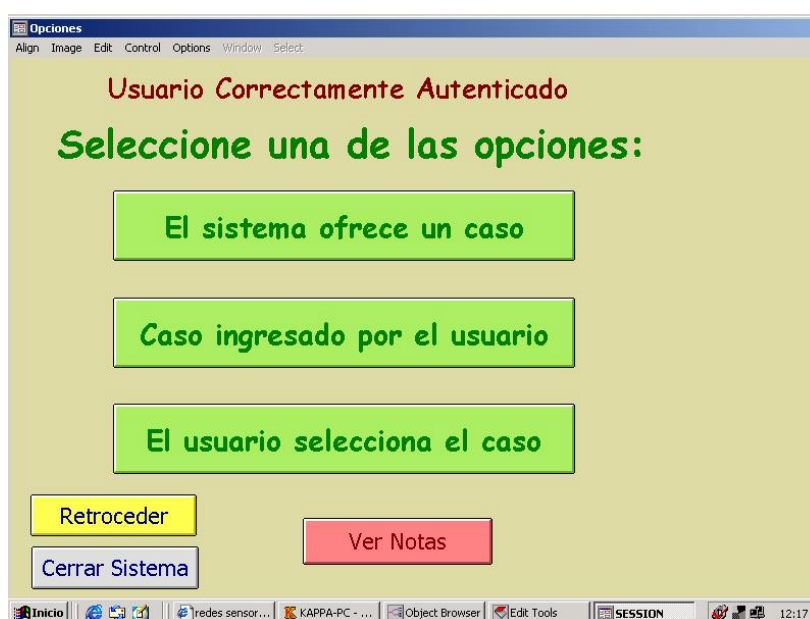 Opciones
Align Image Edit Control Options Window Select
Usuario Correctamente Autenticado
Seleccione una de las opciones:
El sistema ofrece un caso
Caso ingresado por el usuario
El usuario selecciona el caso
Retroceder
Ver Notas
Cerrar Sistema
Inicio redes sensor... KAPPA-PC - ... Object Browser Edit Tools SESSION 12:17